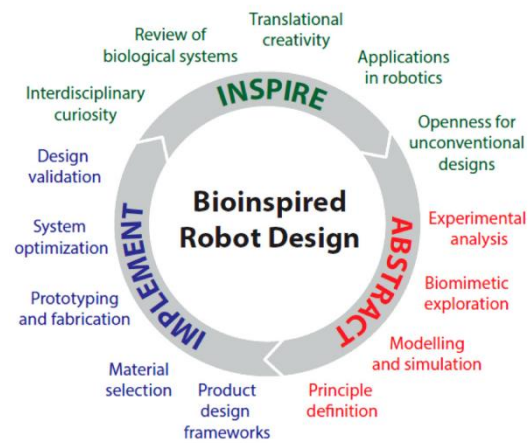 INSPIRE
Interdisciplinary
curiosity
Review of
biological systems
Translational
creativity
Applications
in robotics
Openness for
unconventional
designs
ABSTRACT
Experimental
analysis
Biomimetic
exploration
Modelling
and simulation
Principle
definition
IMPLEMENT
Product
design
frameworks
Material
selection
Prototyping
and fabrication
System
optimization
Design
validation
Bioinspired
Robot Design